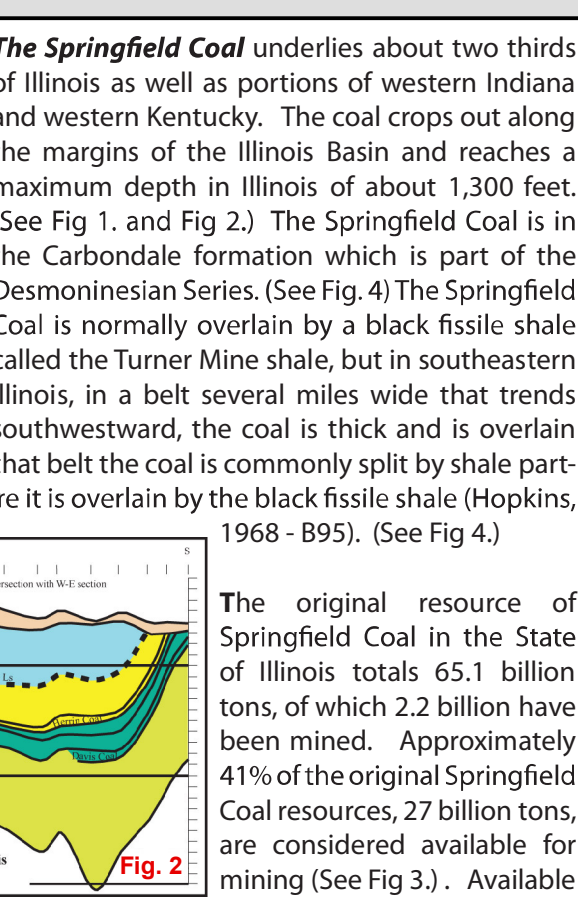 The Springfield Coal underlies about two thirds
of Illinois as well as portions of western Indiana
and western Kentucky. The coal crops out along
the margins of the Illinois Basin and reaches a
maximum depth in Illinois of about 1,300 feet.
(See Fig 1. and Fig 2.) The Springfield Coal is in
the Carbondale formation which is part of the
Desmoninesian Series. (See Fig. 4) The Springfield
Coal is normally overlain by a black fissile shale
called the Turner Mine shale, but in southeastern
Illinois, in a belt several miles wide that trends
southwestward, the coal is thick and is overlain
that belt the coal is commonly split by shale part-
re it is overlain by the black fissile shale (Hopkins,
1968 - B95). (See Fig 4.)
S
ersection with W-E section
Ls.
Herrin Coal
Davis Coal
is
Fig. 2
The original resource of
Springfield Coal in the State
of Illinois totals 65.1 billion
tons, of which 2.2 billion have
been mined. Approximately
41% of the original Springfield
Coal resources, 27 billion tons,
are considered available for
mining (See Fig 3.) . Available